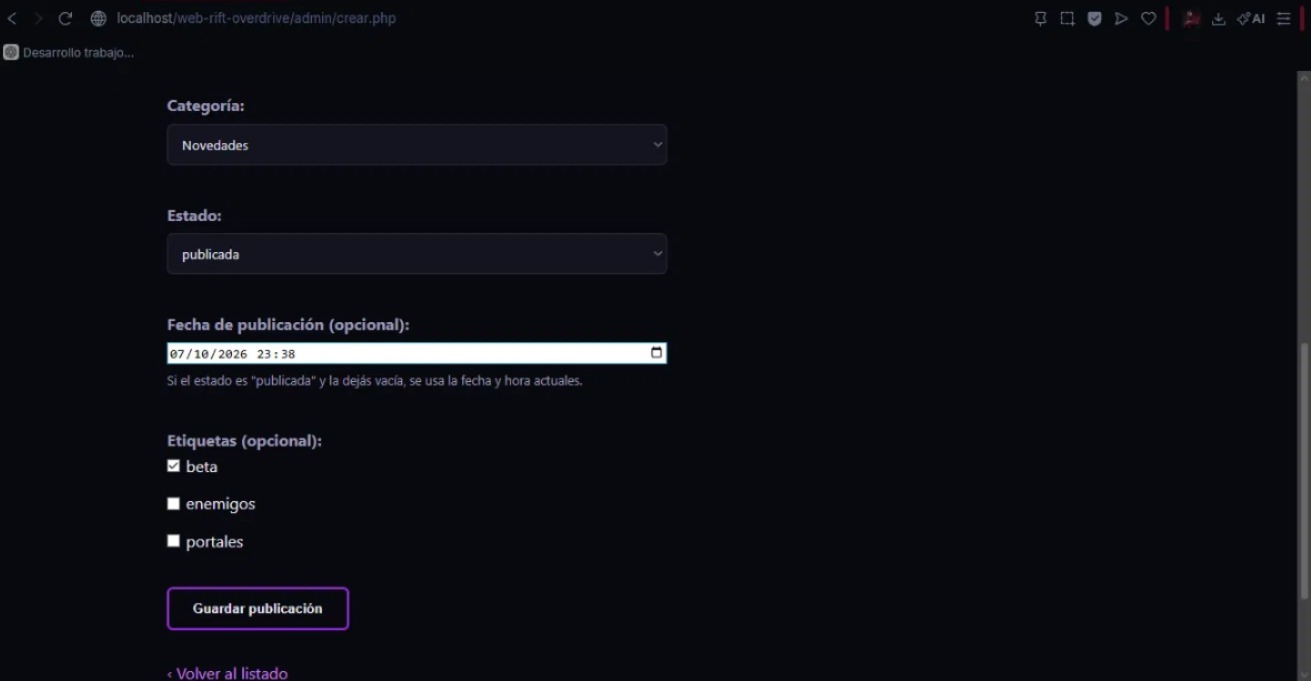 localhost/web-rift-overdrive/admin/crear.php
AI
Desarrollo trabajo...
Categoría:
Novedades
Estado:
publicada
Fecha de publicación (opcional):
07/10/2026 23:38
Si el estado es "publicada" y la dejás vacía, se usa la fecha y hora actuales.
Etiquetas (opcional):
beta
enemigos
portales
Guardar publicación
‹ Volver al listado